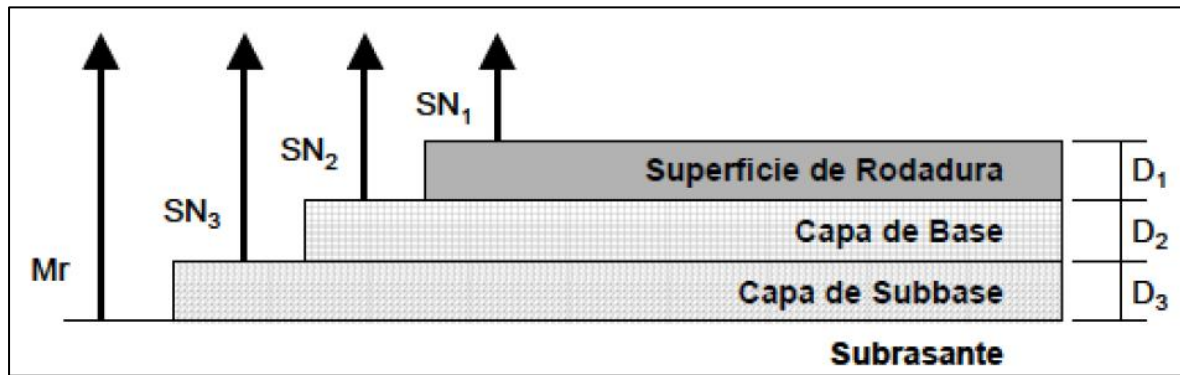 SN₁
Superficie de Rodadura
D₁
SN₂
Capa de Base
D₂
SN₃
Mr
Capa de Subbase
D₃
Subrasante